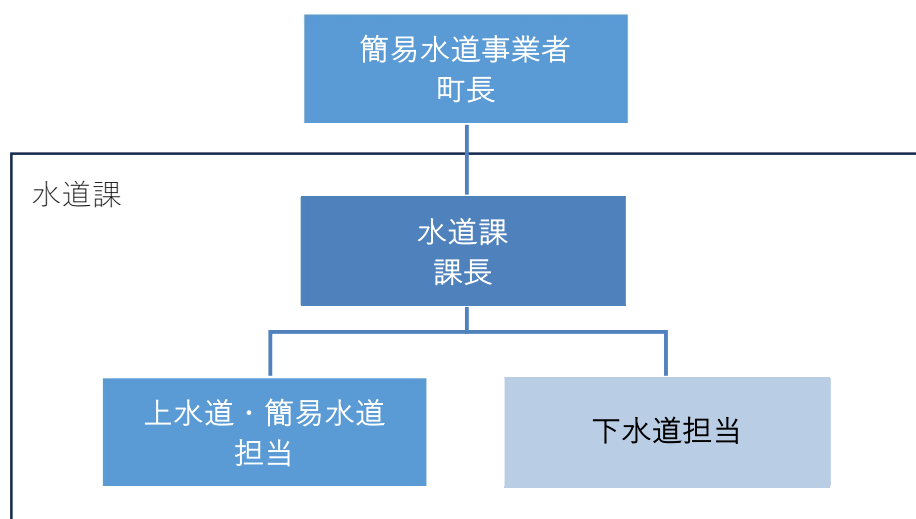 簡易水道事業者
町長
水道課
水道課
課長
上水道・簡易水道
担当
下水道担当